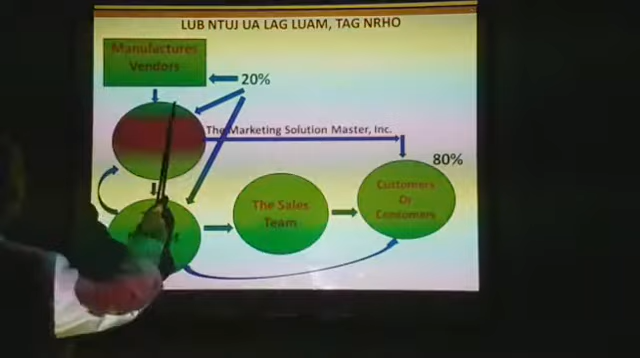 LUB NTUJ UA LAG LUAM, TAG NRHO
Manufactures
Vendors
20%
The Marketing Solution Master, Inc.
80%
Customers
Or
Consumers
The Sales
Team